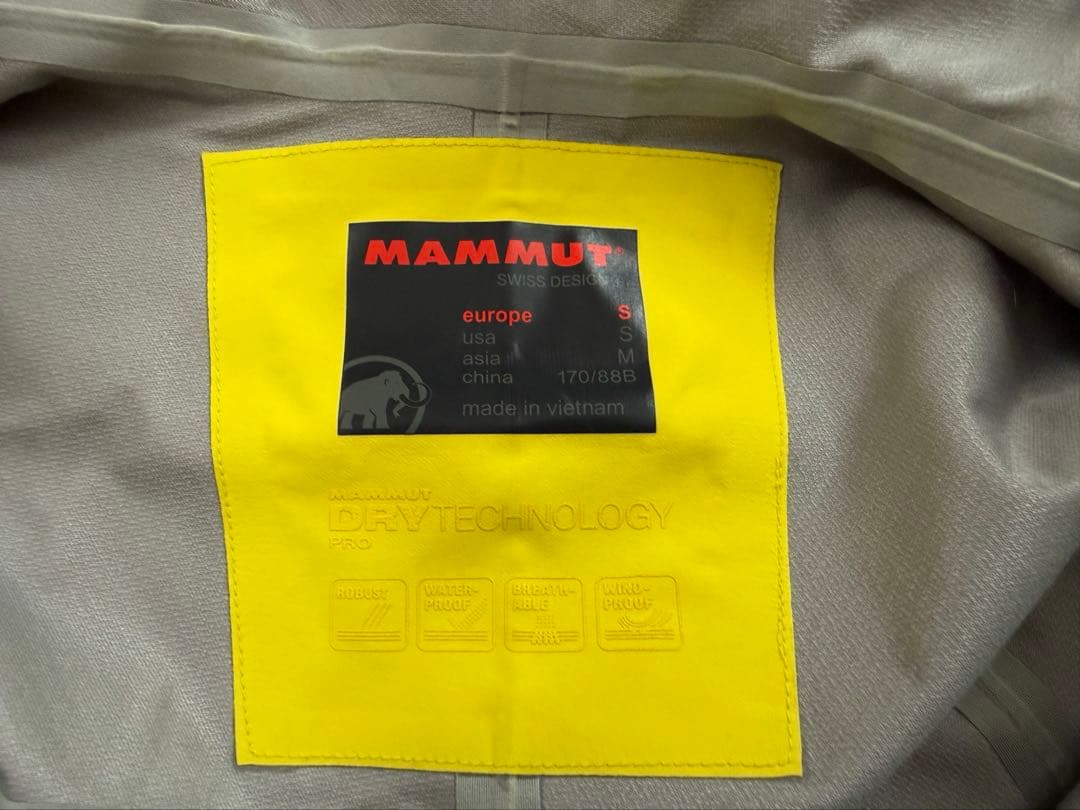 MAMMUT®
SWISS DESIGN
europe S
usa S
asia M
china 170/88B
made in vietnam
MAMMUT
DRYTECHNOLOGY
PRO
ROBUST
WATER-
PROOF
BREATH-
ABLE
WIND-
PROOF